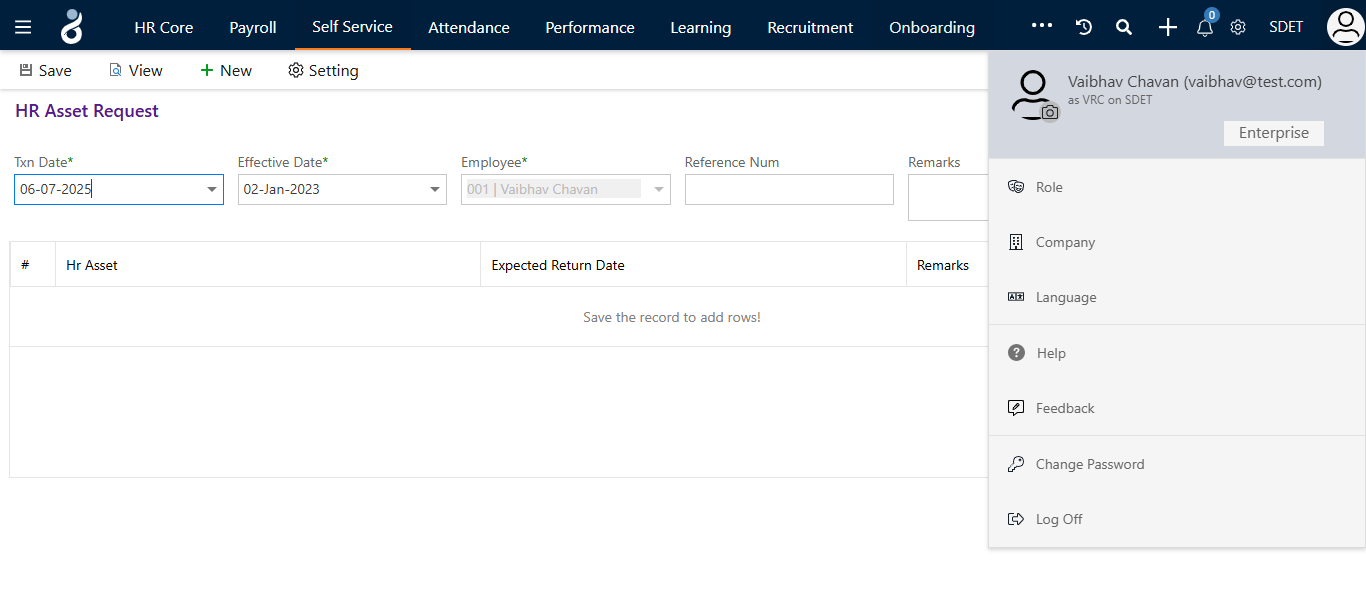 HR Core Payroll Self Service Attendance Performance Learning Recruitment Onboarding ... 0 SDET
Save View + New Setting
Vaibhav Chavan (vaibhav@test.com)
as VRC on SDET
Enterprise
HR Asset Request
Txn Date* Effective Date* Employee* Reference Num Remarks
06-07-2025 02-Jan-2023 001 | Vaibhav Chavan
# Hr Asset Expected Return Date Remarks
Save the record to add rows!
Role
Company
Language
Help
Feedback
Change Password
Log Off